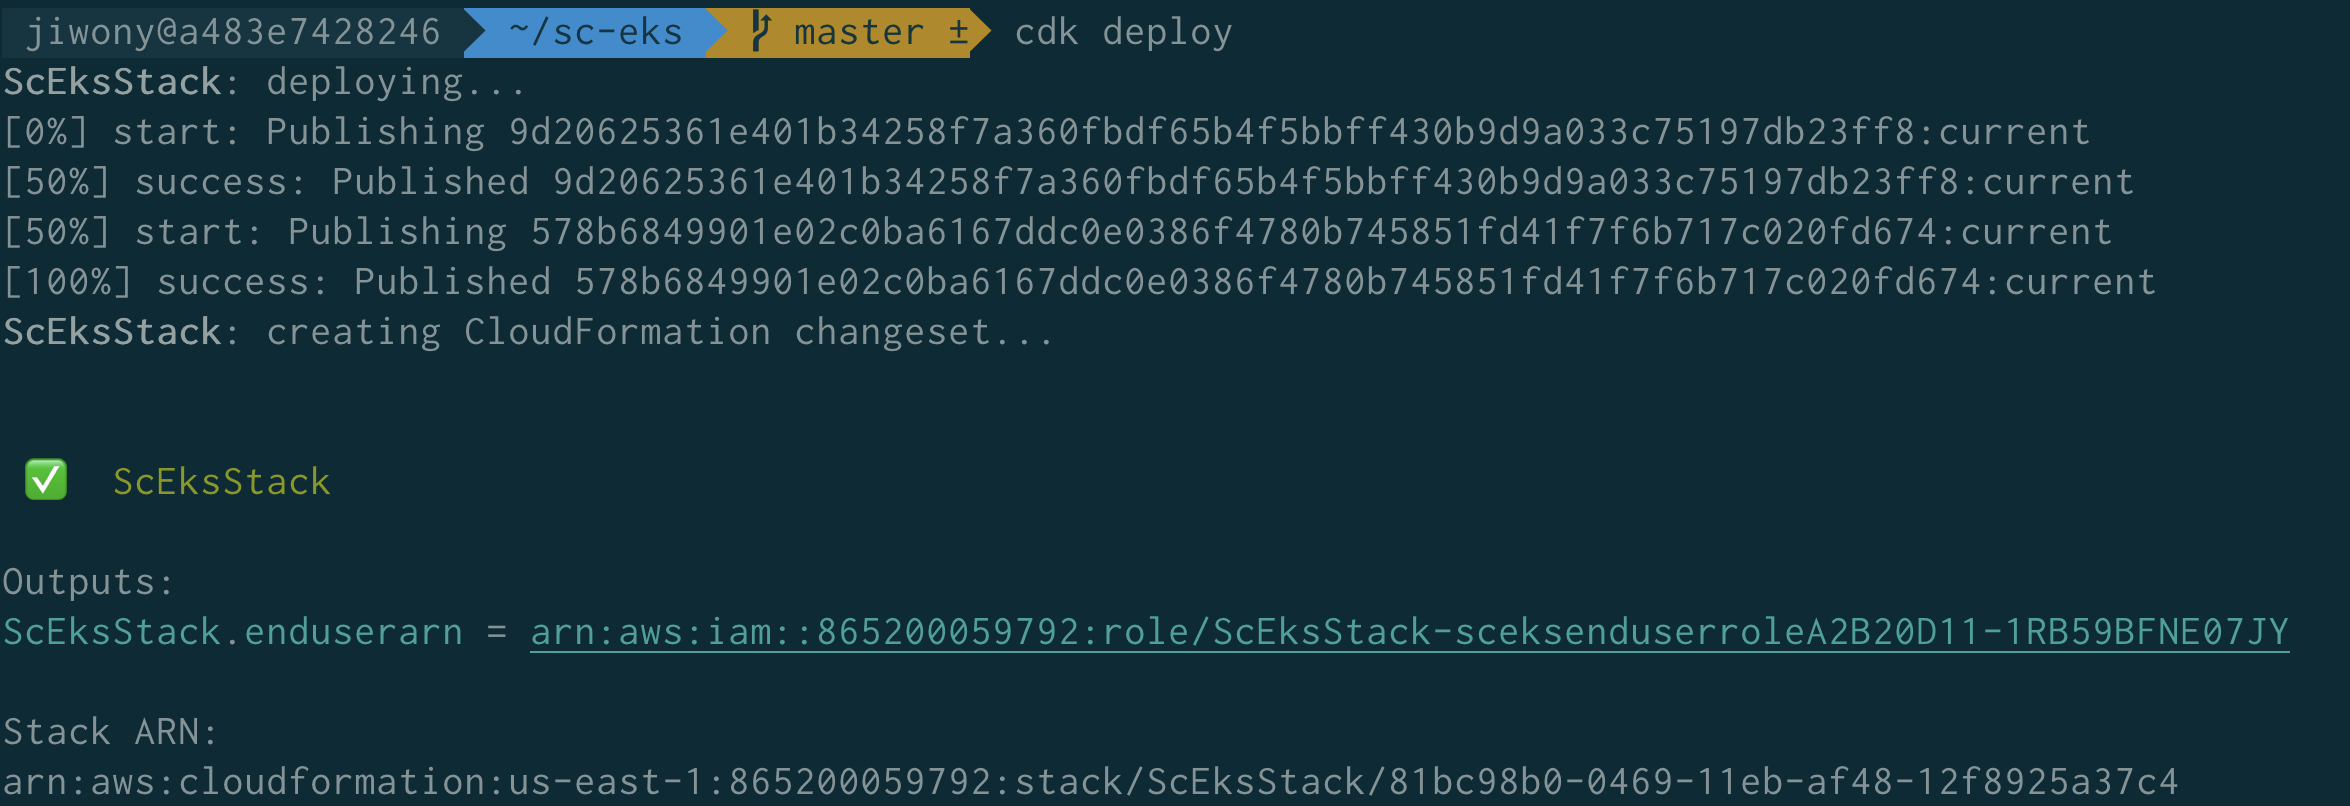 jiwony@a483e7428246 ~/sc-eks master ± cdk deploy
ScEksStack: deploying...
[0%] start: Publishing 9d20625361e401b34258f7a360fbdf65b4f5bbff430b9d9a033c75197db23ff8:current
[50%] success: Published 9d20625361e401b34258f7a360fbdf65b4f5bbff430b9d9a033c75197db23ff8:current
[50%] start: Publishing 578b6849901e02c0ba6167ddc0e0386f4780b745851fd41f7f6b717c020fd674:current
[100%] success: Published 578b6849901e02c0ba6167ddc0e0386f4780b745851fd41f7f6b717c020fd674:current
ScEksStack: creating CloudFormation changeset...
✅ ScEksStack
Outputs:
ScEksStack.enduserarn = arn:aws:iam::865200059792:role/ScEksStack-sceksenduserroleA2B20D11-1RB59BFNE07JY
Stack ARN:
arn:aws:cloudformation:us-east-1:865200059792:stack/ScEksStack/81bc98b0-0469-11eb-af48-12f8925a37c4